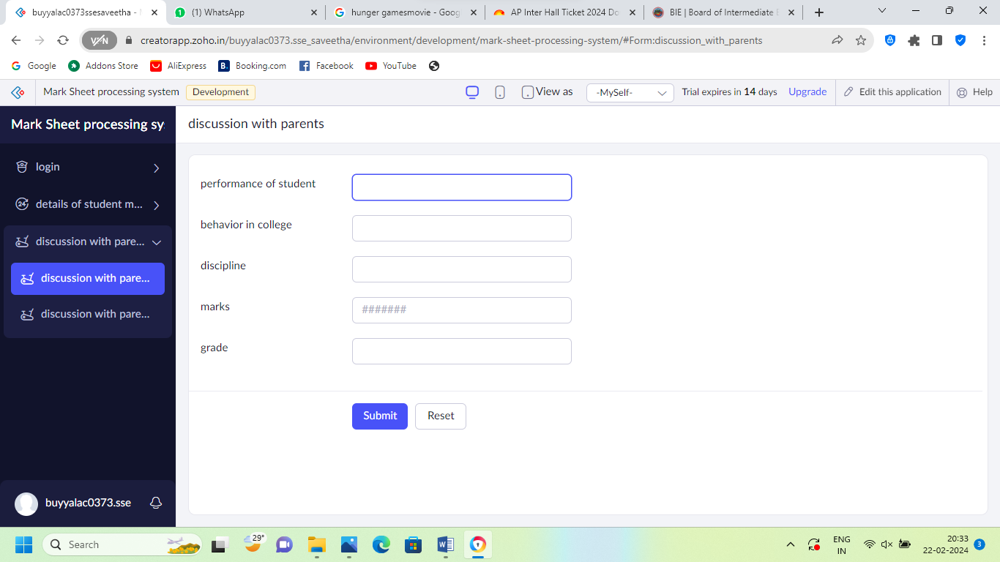 buyyalac0373ssesaveetha -
(1) WhatsApp
hunger gamesmovie - Goog
AP Inter Hall Ticket 2024 Do
BIE | Board of Intermediate E
VPN
creatorapp.zoho.in/buyyalac0373.sse_saveetha/environment/development/mark-sheet-processing-system/#Form:discussion_with_parents
Google
Addons Store
AliExpress
B.
Booking.com
Facebook
YouTube
Mark Sheet processing system
Development
View as
-MySelf-
Trial expires in 14 days
Upgrade
Edit this application
Help
Mark Sheet processing sy
discussion with parents
login
details of student m...
discussion with pare...
discussion with pare...
discussion with pare...
performance of student
behavior in college
discipline
marks
#######
grade
Submit
Reset
buyyalac0373.sse
Search
29°
ENG
IN
20:33
22-02-2024
3